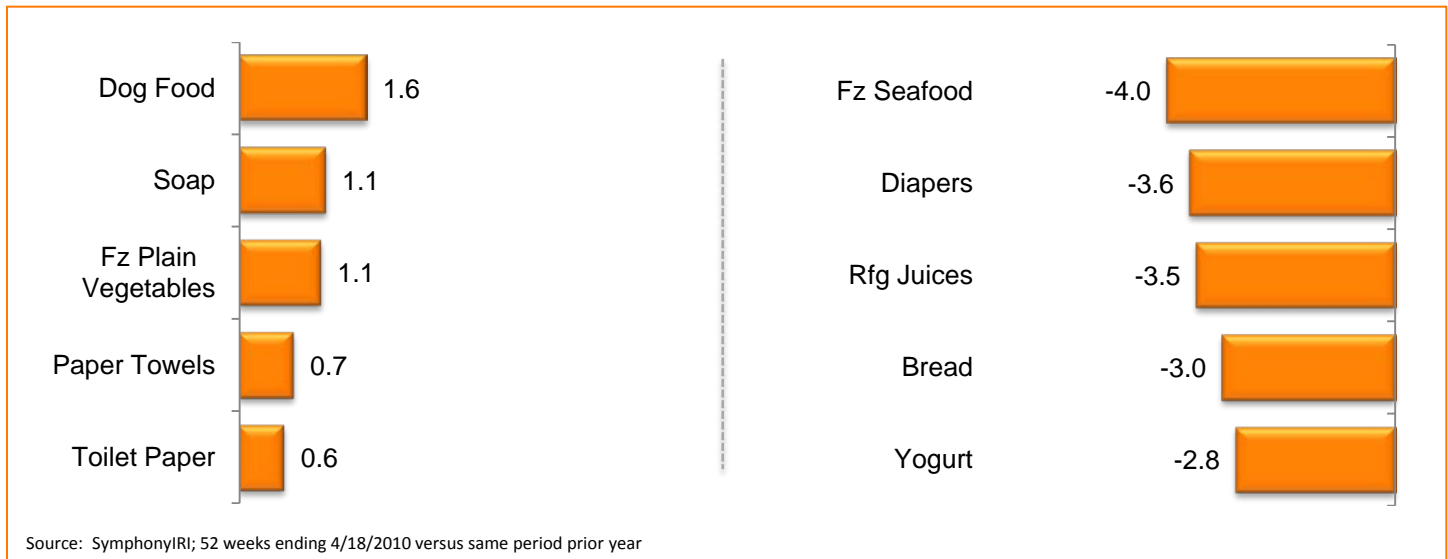 Dog Food
1.6
Soap
1.1
Fz Plain
Vegetables
1.1
Paper Towels
0.7
Toilet Paper
0.6
Fz Seafood
-4.0
Diapers
-3.6
Rfg Juices
-3.5
Bread
-3.0
Yogurt
-2.8
Source: SymphonyIRI; 52 weeks ending 4/18/2010 versus same period prior year